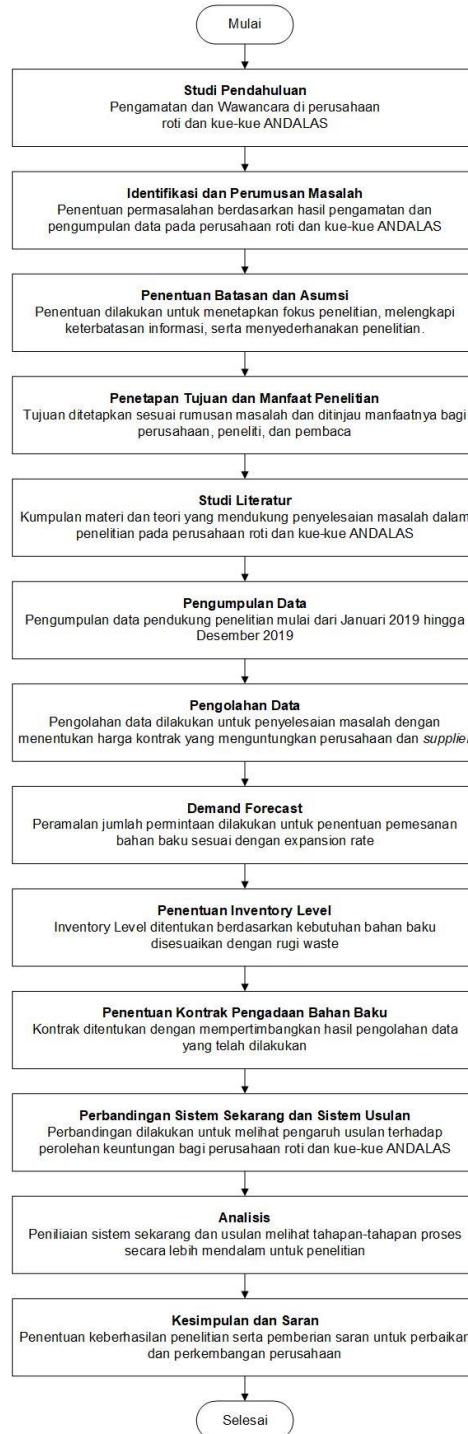 Mulai
Studi Pendahuluan
Pengamatan dan Wawancara di perusahaan
roti dan kue-kue ANDALAS
Identifikasi dan Perumusan Masalah
Penentuan permasalahan berdasarkan hasil pengamatan dan
pengumpulan data pada perusahaan roti dan kue-kue ANDALAS
Penentuan Batasan dan Asumsi
Penentuan dilakukan untuk menetapkan fokus penelitian, melengkapi
keterbatasan informasi, serta menyederhanakan penelitian.
Penetapan Tujuan dan Manfaat Penelitian
Tujuan ditetapkan sesuai rumusan masalah dan ditinjau manfaatnya bagi
perusahaan, peneliti, dan pembaca
Studi Literatur
Kumpulan materi dan teori yang mendukung penyelesaian masalah dalam
penelitian pada perusahaan roti dan kue-kue ANDALAS
Pengumpulan Data
Pengumpulan data pendukung penelitian mulai dari Januari 2019 hingga
Desember 2019
Pengolahan Data
Pengolahan data dilakukan untuk penyelesaian masalah dengan
menentukan harga kontrak yang menguntungkan perusahaan dan supplier
Demand Forecast
Peramalan jumlah permintaan dilakukan untuk penentuan pemesanan
bahan baku sesuai dengan expansion rate
Penentuan Inventory Level
Inventory Level ditentukan berdasarkan kebutuhan bahan baku
disesuaikan dengan rugi waste
Penentuan Kontrak Pengadaan Bahan Baku
Kontrak ditentukan dengan mempertimbangkan hasil pengolahan data
yang telah dilakukan
Perbandingan Sistem Sekarang dan Sistem Usulan
Perbandingan dilakukan untuk melihat pengaruh usulan terhadap
perolehan keuntungan bagi perusahaan roti dan kue-kue ANDALAS
Analisis
Peniliaian sistem sekarang dan usulan melihat tahapan-tahapan proses
secara lebih mendalam untuk penelitian
Kesimpulan dan Saran
Penentuan keberhasilan penelitian serta pemberian saran untuk perbaikan
dan perkembangan perusahaan
Selesai